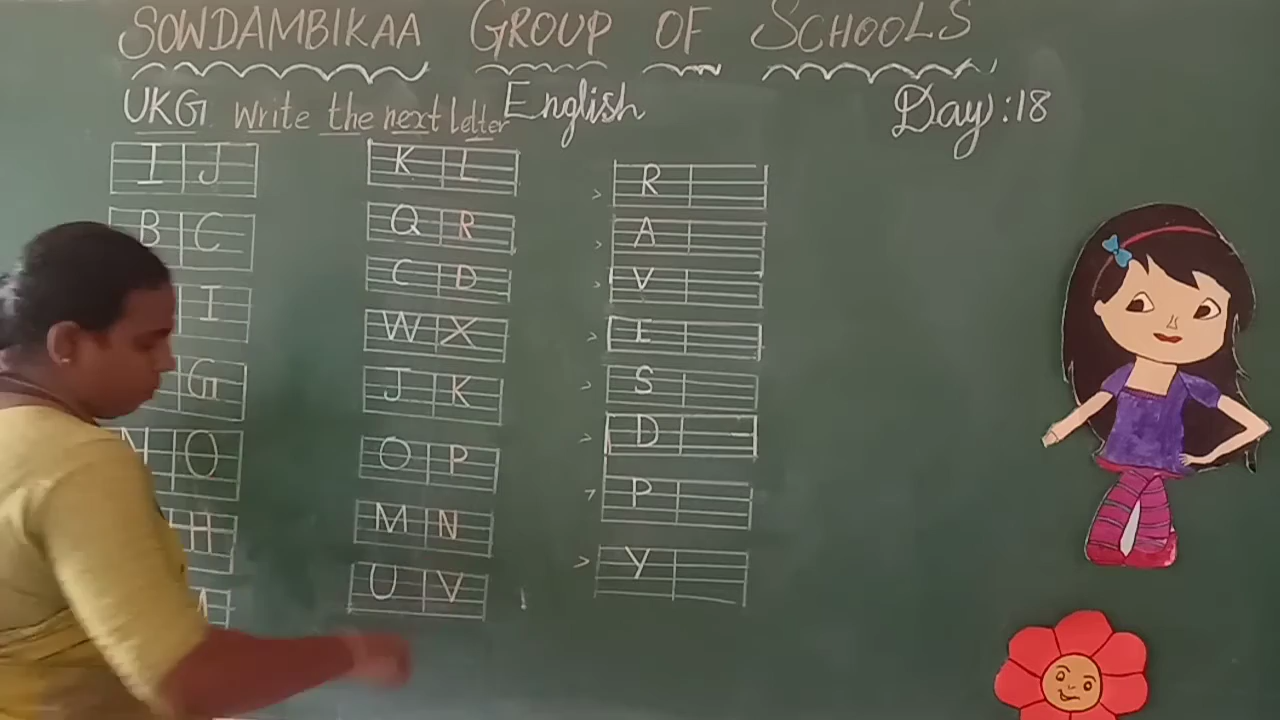 SOWDAMBIKAA GROUP OF SCHOOLS
UKG Write the next letter English Day:18
I J
B C
I
G
N O
H
K L
Q R
C D
W X
J K
O P
M N
U V
R
A
V
I
S
D
P
Y